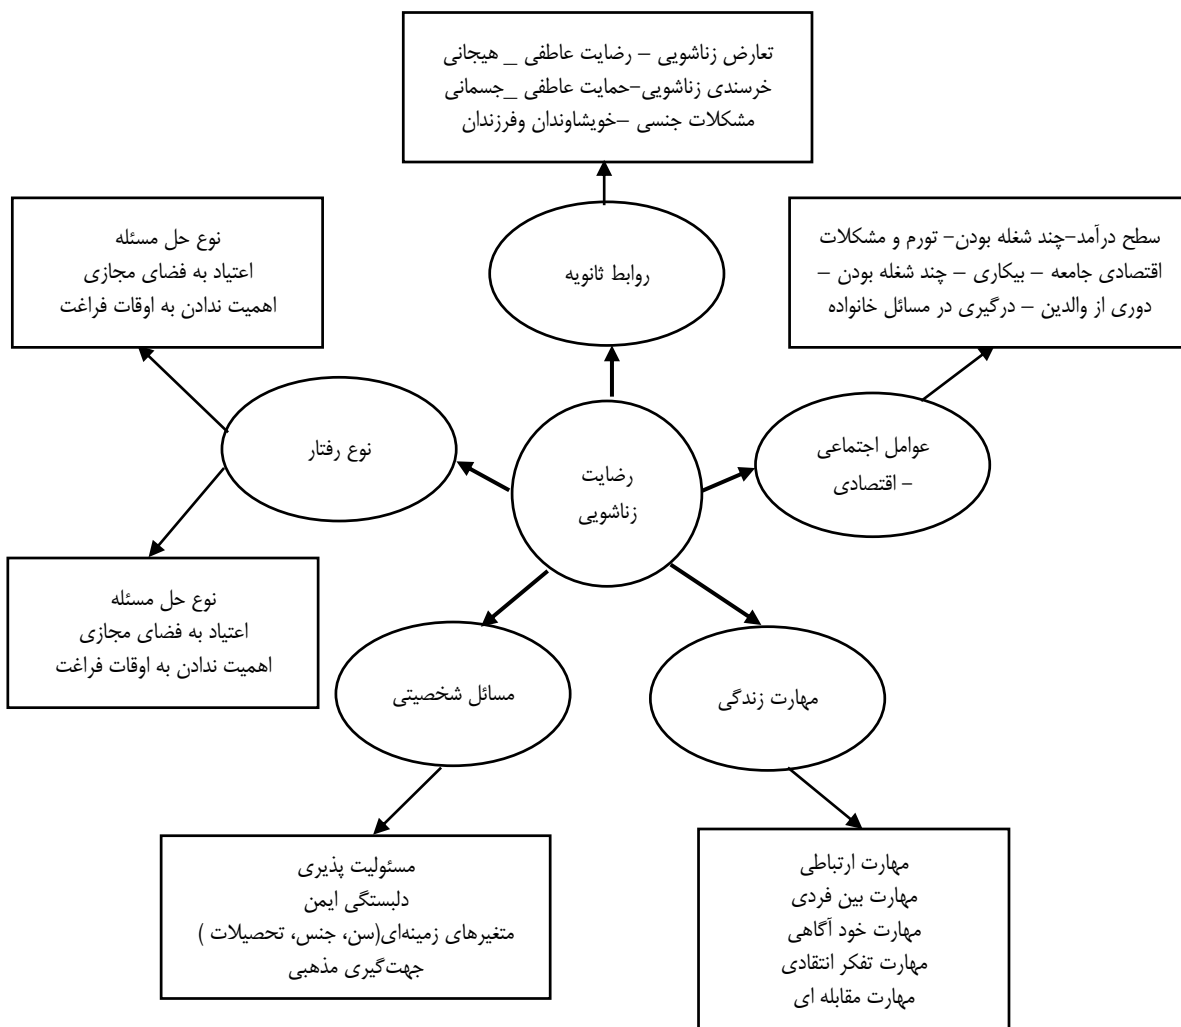 تعارض زناشویی – رضایت عاطفی _ هیجانی
خرسندی زناشویی–حمایت عاطفی _جسمانی
مشکلات جنسی –خویشاوندان وفرزندان
روابط ثانویه
سطح درآمد–چند شغله بودن– تورم و مشکلات
اقتصادی جامعه – بیکاری – چند شغله بودن –
دوری از والدین – درگیری در مسائل خانواده
عوامل اجتماعی
– اقتصادی
نوع حل مسئله
اعتیاد به فضای مجازی
اهمیت ندادن به اوقات فراغت
نوع رفتار
رضایت
زناشویی
نوع حل مسئله
اعتیاد به فضای مجازی
اهمیت ندادن به اوقات فراغت
مهارت زندگی
مسائل شخصیتی
مهارت ارتباطی
مهارت بین فردی
مهارت خود آگاهی
مهارت تفکر انتقادی
مهارت مقابله ای
مسئولیت پذیری
دلبستگی ایمن
متغیرهای زمینه‌ای(سن، جنس، تحصیلات )
جهت‌گیری مذهبی